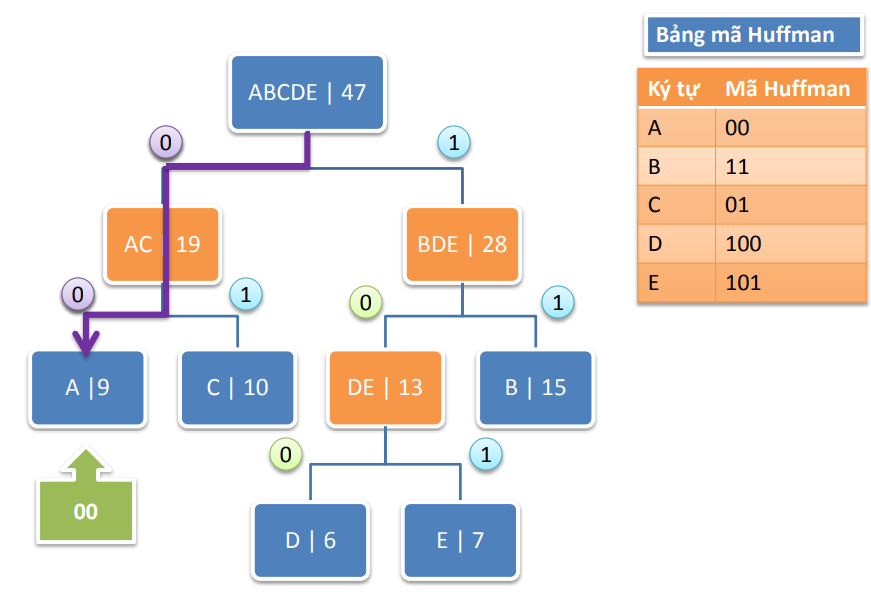 Bảng mã Huffman
Ký tự Mã Huffman
A 00
B 11
C 01
D 100
E 101
ABCDE | 47
0
1
AC | 19
BDE | 28
0
1
0
1
A |9
C | 10
DE | 13
B | 15
0
1
00
D | 6
E | 7